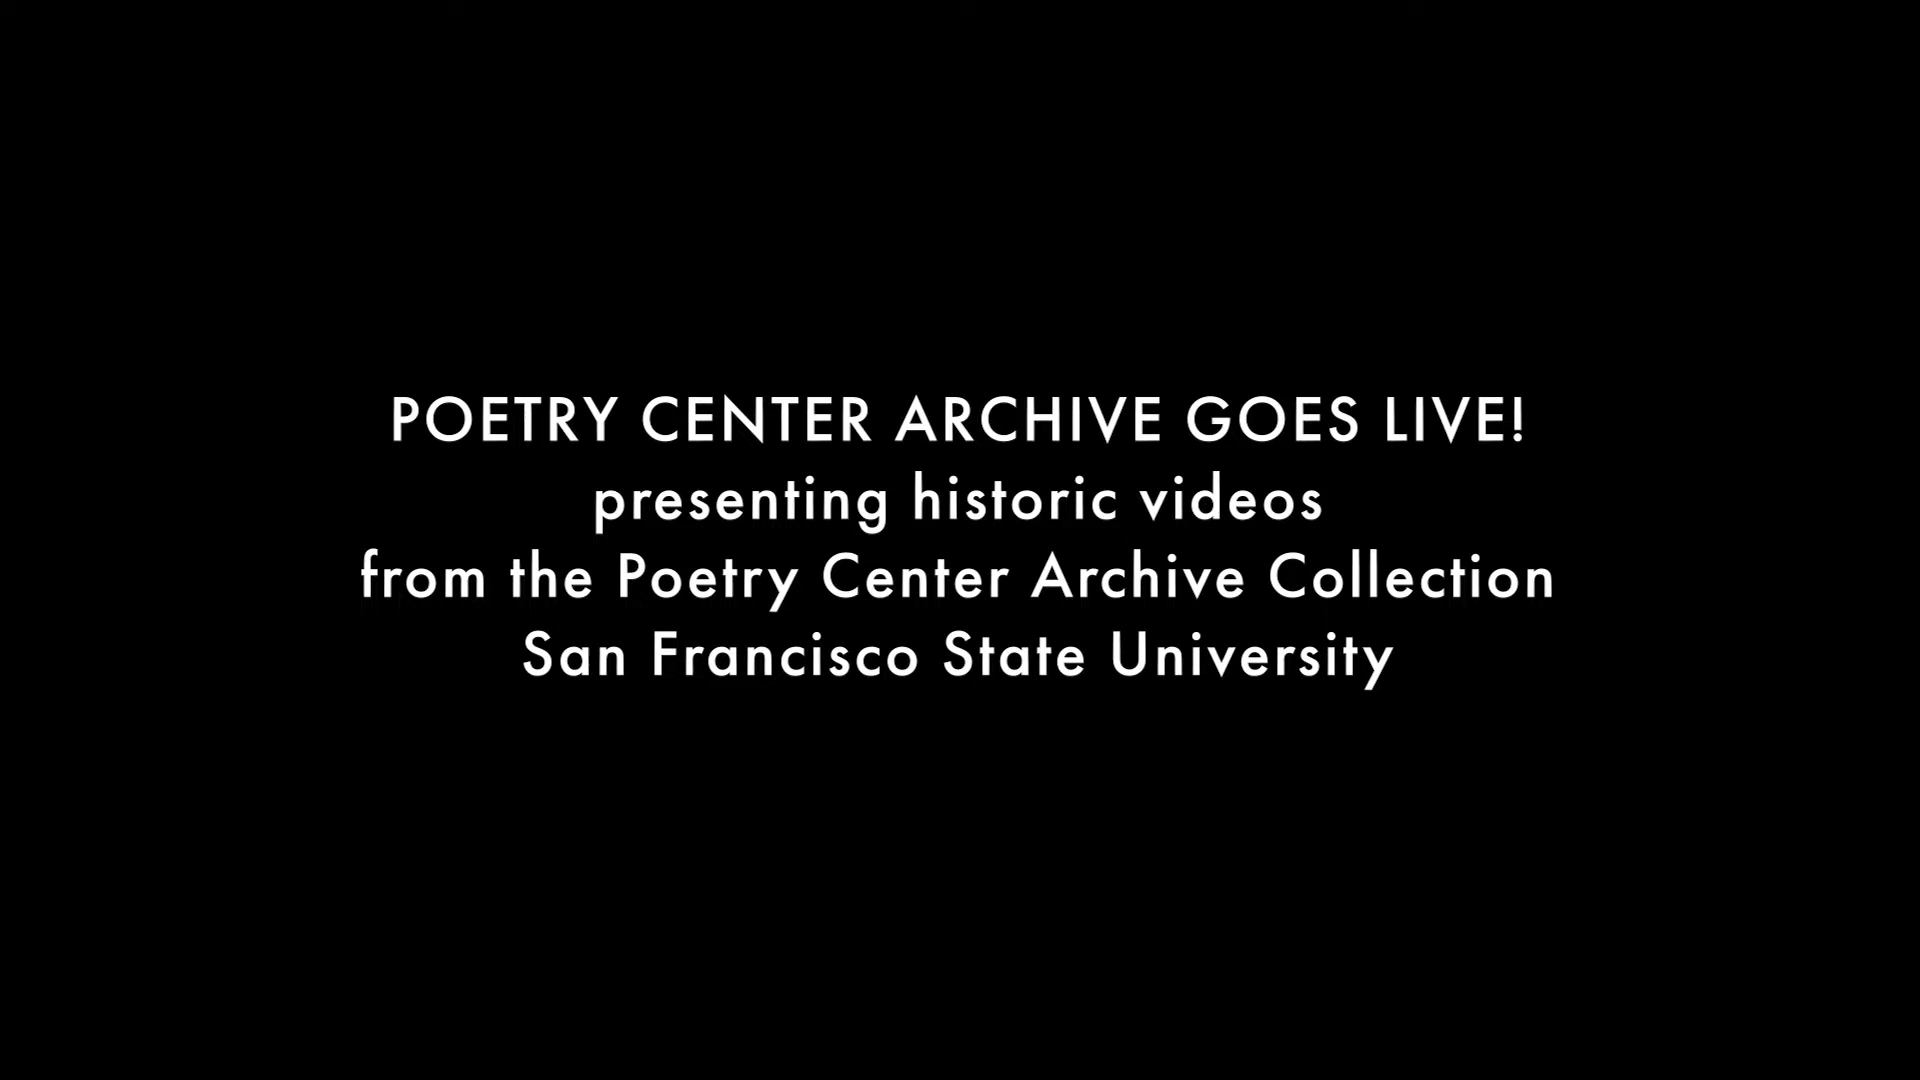 POETRY CENTER ARCHIVE GOES LIVE!
presenting historic videos
from the Poetry Center Archive Collection
San Francisco State University